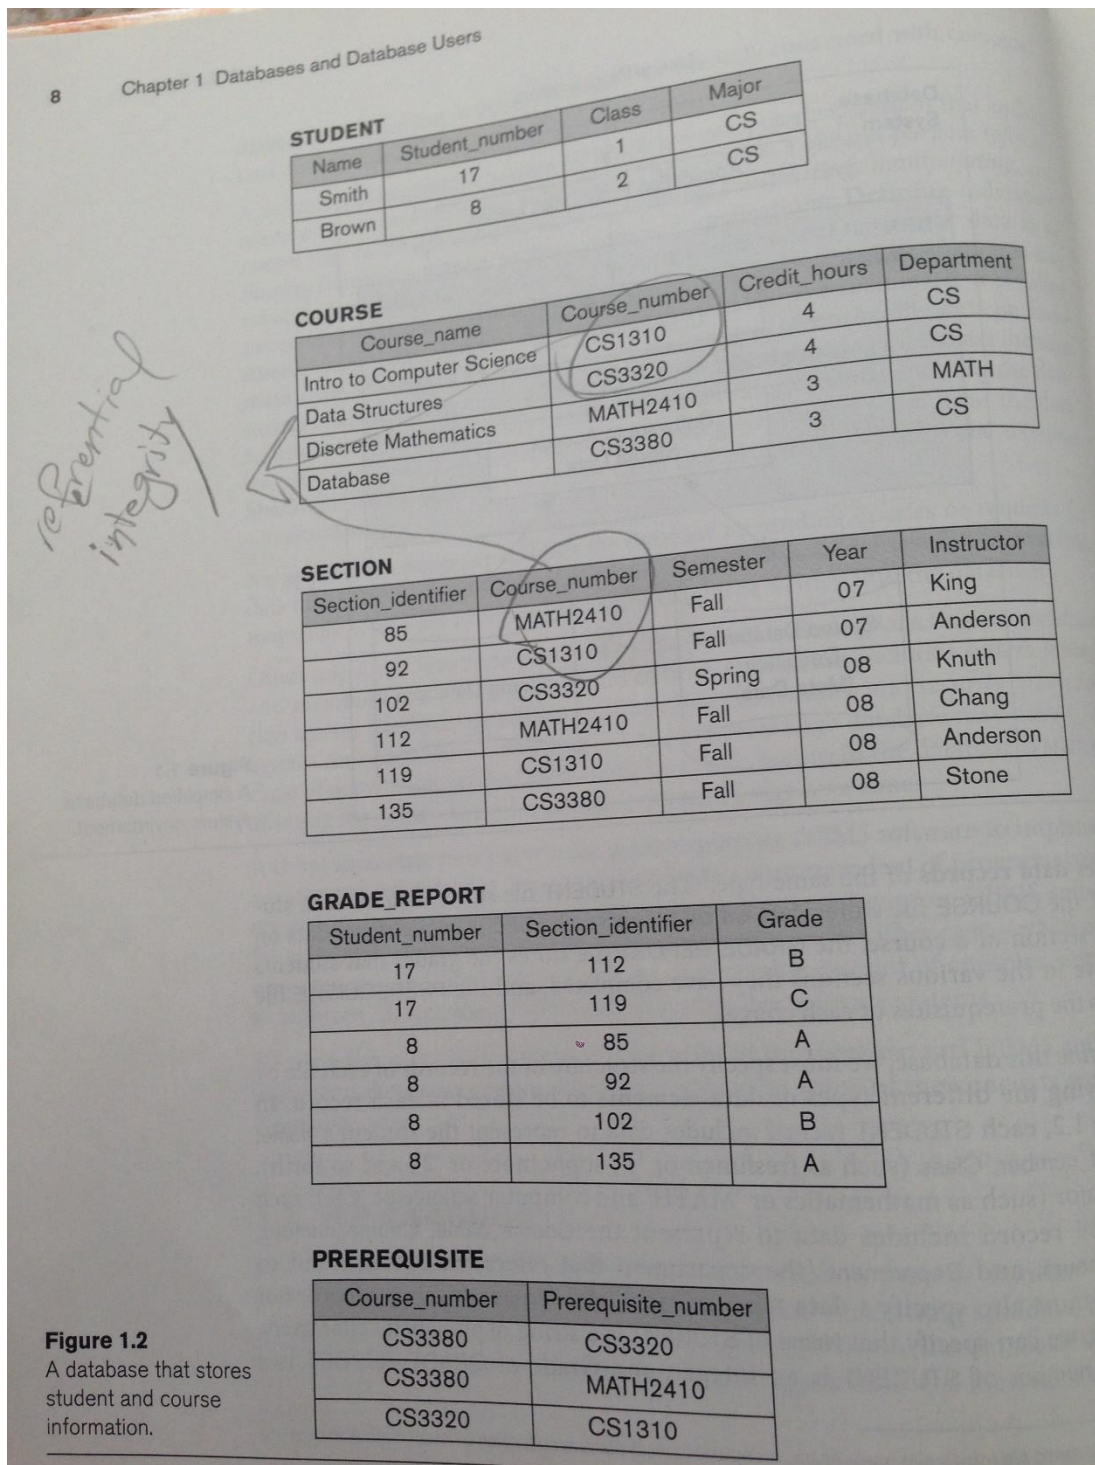 8 Chapter 1 Databases and Database Users
STUDENT
Name Student_number Class Major
Smith 17 1 CS
Brown 8 2 CS
COURSE
Course_name Course_number Credit_hours Department
Intro to Computer Science CS1310 4 CS
Data Structures CS3320 4 CS
Discrete Mathematics MATH2410 3 MATH
Database CS3380 3 CS
referential
integrity
SECTION
Section_identifier Course_number Semester Year Instructor
85 MATH2410 Fall 07 King
92 CS1310 Fall 07 Anderson
102 CS3320 Spring 08 Knuth
112 MATH2410 Fall 08 Chang
119 CS1310 Fall 08 Anderson
135 CS3380 Fall 08 Stone
GRADE_REPORT
Student_number Section_identifier Grade
17 112 B
17 119 C
8 85 A
8 92 A
8 102 B
8 135 A
PREREQUISITE
Course_number Prerequisite_number
CS3380 CS3320
CS3380 MATH2410
CS3320 CS1310
Figure 1.2
A database that stores
student and course
information.